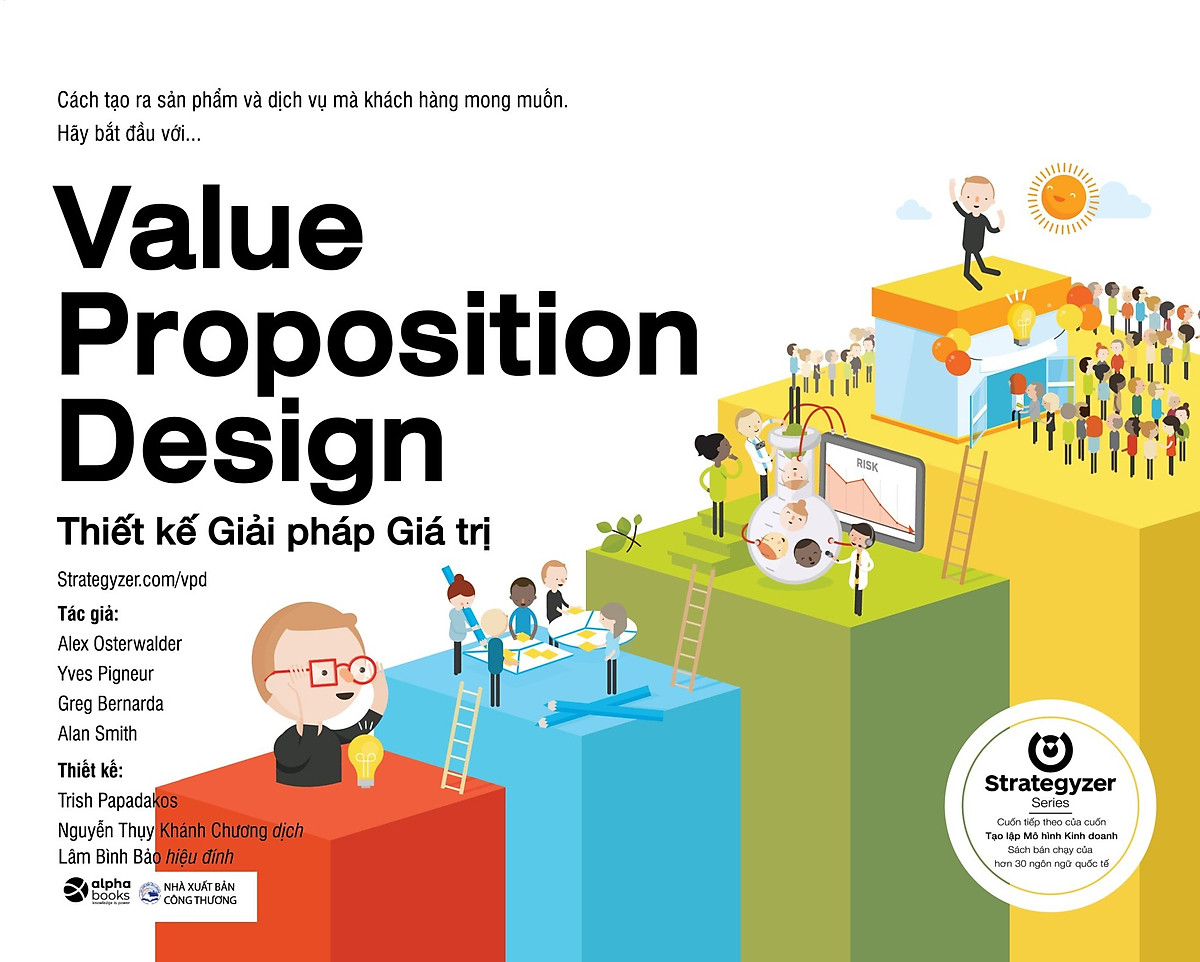 Cách tạo ra sản phẩm và dịch vụ mà khách hàng mong muốn.
Hãy bắt đầu với...
Value
Proposition
Design
Thiết kế Giải pháp Giá trị
Strategyzer.com/vpd
Tác giả:
Alex Osterwalder
Yves Pigneur
Greg Bernarda
Alan Smith
Thiết kế:
Trish Papadakos
Nguyễn Thụy Khánh Chương dịch
Lâm Bình Bảo hiệu đính
alpha
books
knowledge is power
NHÀ XUẤT BẢN
CÔNG THƯƠNG
RISK
Strategyzer
Series
Cuốn tiếp theo của cuốn
Tạo lập Mô hình Kinh doanh
Sách bán chạy của
hơn 30 ngôn ngữ quốc tế